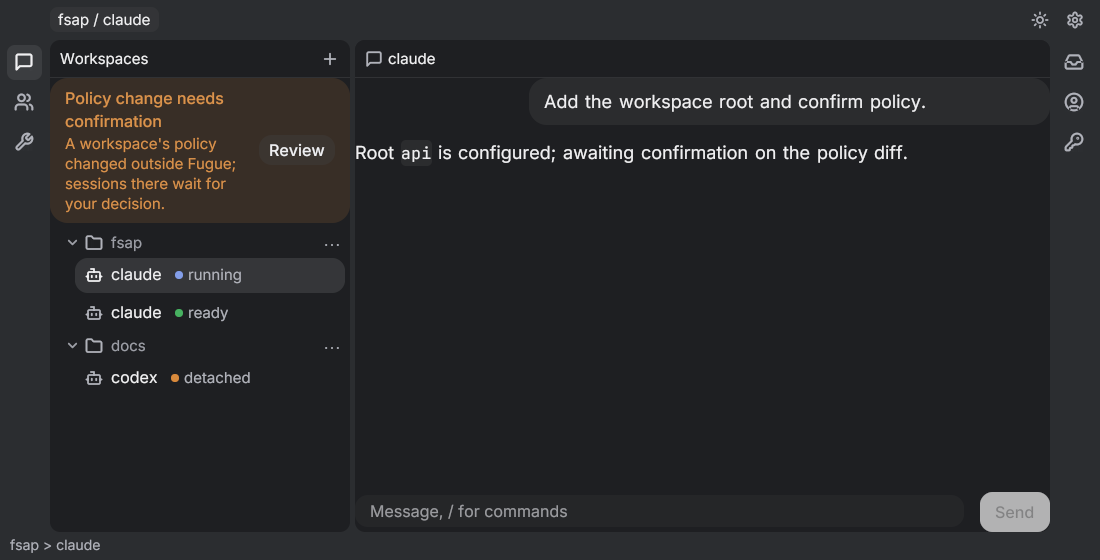 fsap / claude
Workspaces
Policy change needs
confirmation
A workspace's policy
changed outside Fugue;
sessions there wait for
your decision.
Review
fsap
...
claude
running
claude
ready
docs
...
codex
detached
claude
Add the workspace root and confirm policy.
Root api is configured; awaiting confirmation on the policy diff.
Message, / for commands
Send
fsap > claude